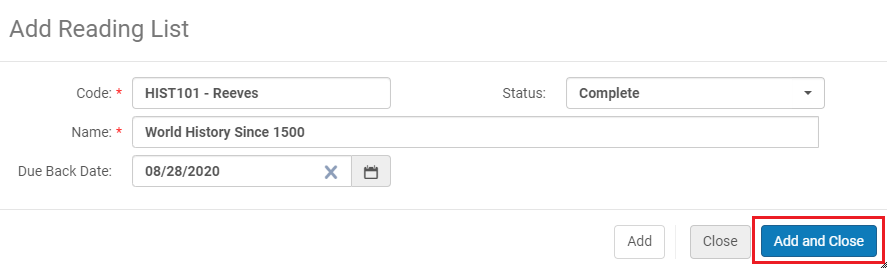 Add Reading List
Code: * HIST101 - Reeves Status: Complete
Name: * World History Since 1500
Due Back Date: 08/28/2020
Add Close Add and Close